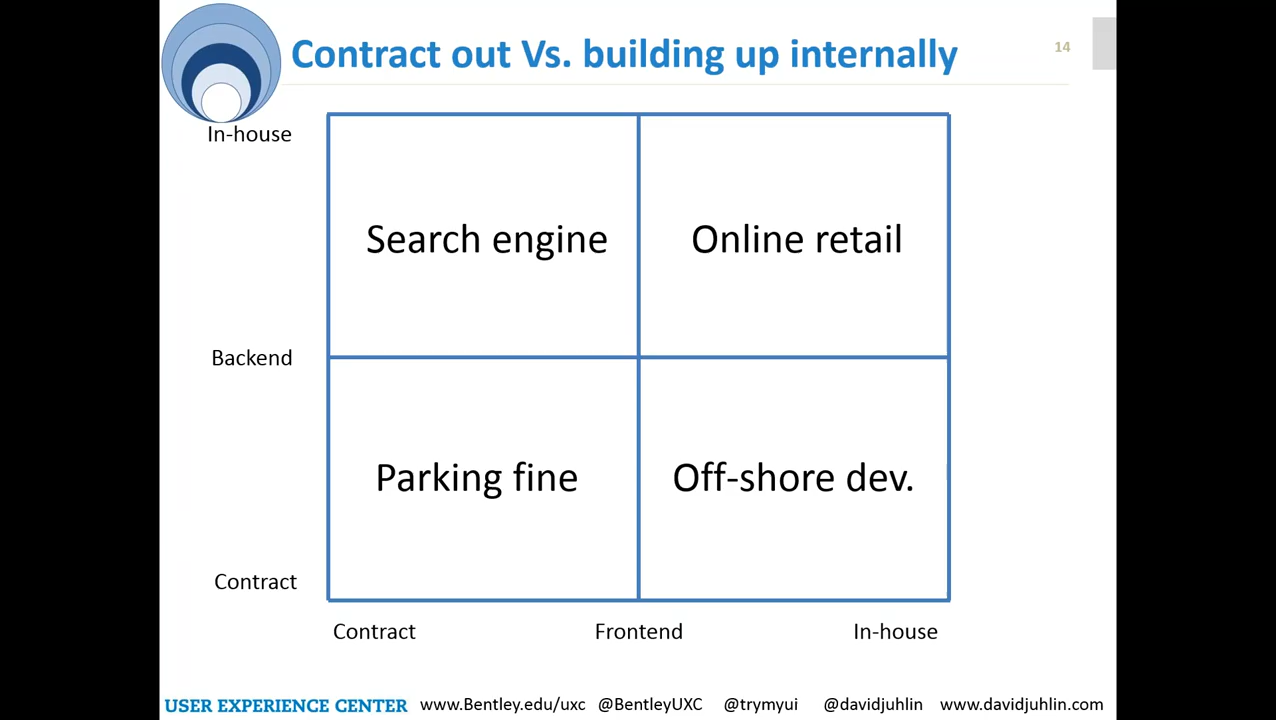 Contract out Vs. building up internally
14
In-house
Search engine
Online retail
Backend
Parking fine
Off-shore dev.
Contract
Contract
Frontend
In-house
USER EXPERIENCE CENTER www.Bentley.edu/uxc @BentleyUXC @trymyui @davidjuhlin www.davidjuhlin.com